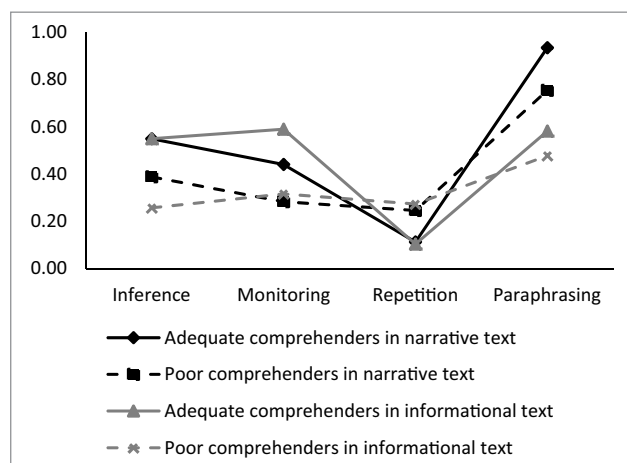 1.00
0.80
0.60
0.40
0.20
0.00
Inference Monitoring Repetition Paraphrasing
Adequate comprehenders in narrative text
Poor comprehenders in narrative text
Adequate comprehenders in informational text
Poor comprehenders in informational text